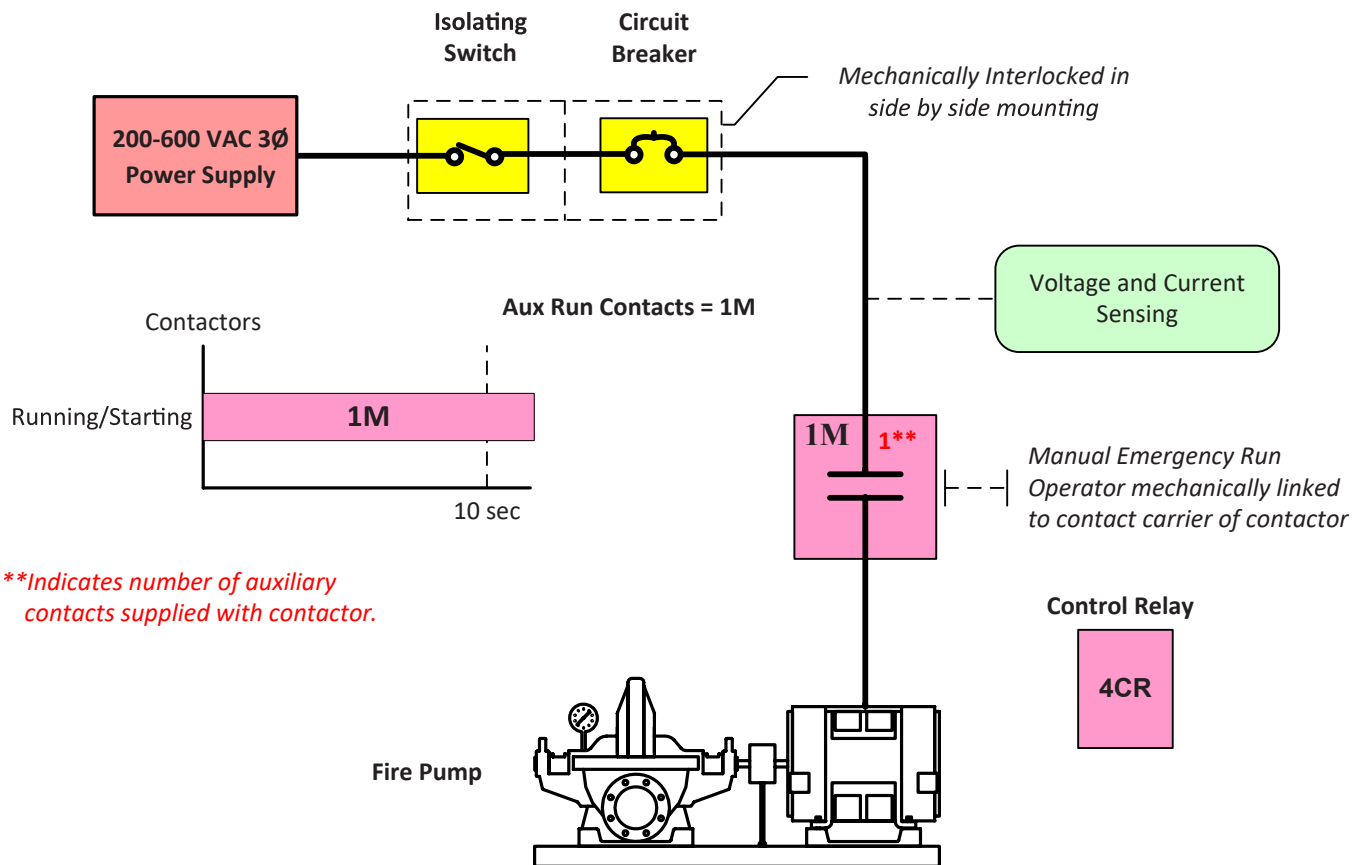 Isolating
Switch
Circuit
Breaker
Mechanically Interlocked in
side by side mounting
200-600 VAC 3Ø
Power Supply
Voltage and Current
Sensing
Aux Run Contacts = 1M
Contactors
Running/Starting
1M
10 sec
1M
1**
Manual Emergency Run
Operator mechanically linked
to contact carrier of contactor
**Indicates number of auxiliary
contacts supplied with contactor.
Control Relay
4CR
Fire Pump